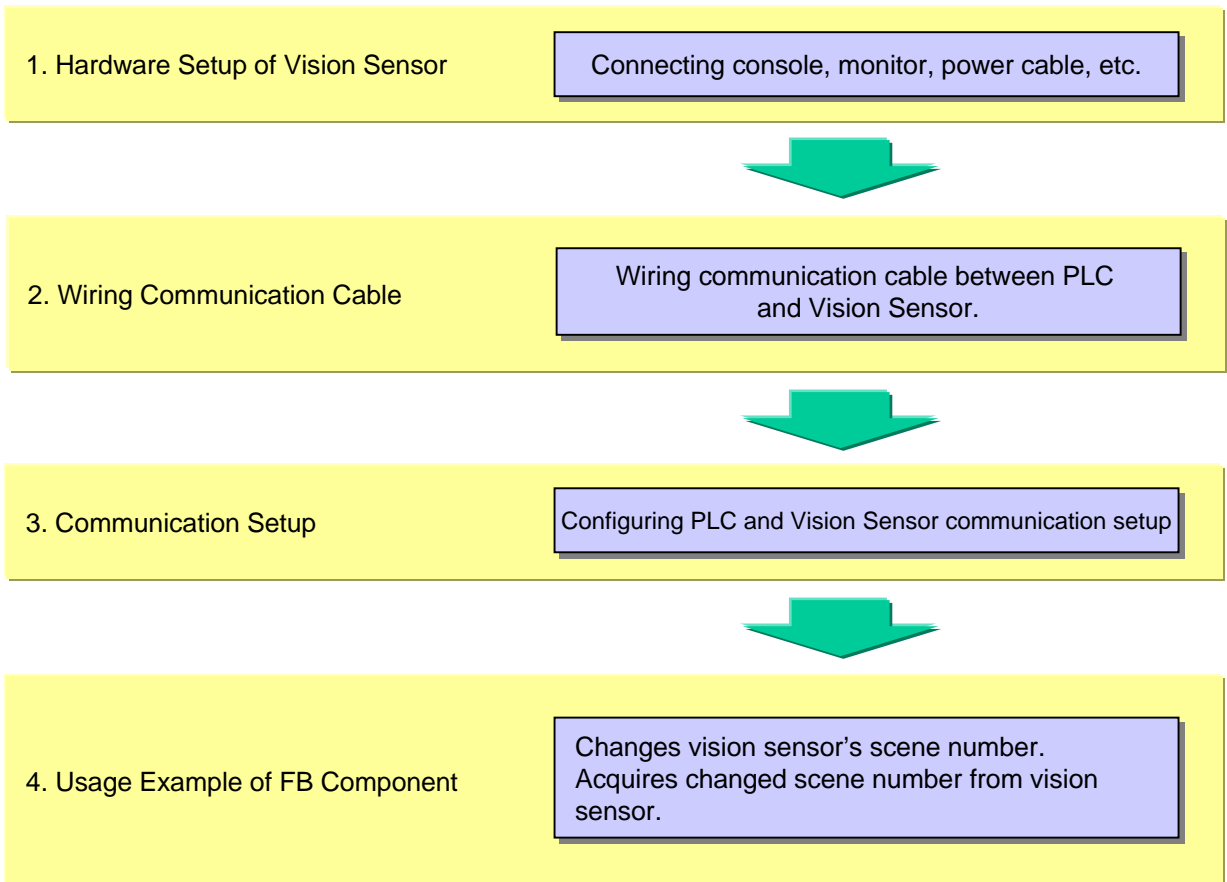 1. Hardware Setup of Vision Sensor
Connecting console, monitor, power cable, etc.
2. Wiring Communication Cable
Wiring communication cable between PLC
and Vision Sensor.
3. Communication Setup
Configuring PLC and Vision Sensor communication setup
4. Usage Example of FB Component
Changes vision sensor’s scene number.
Acquires changed scene number from vision
sensor.